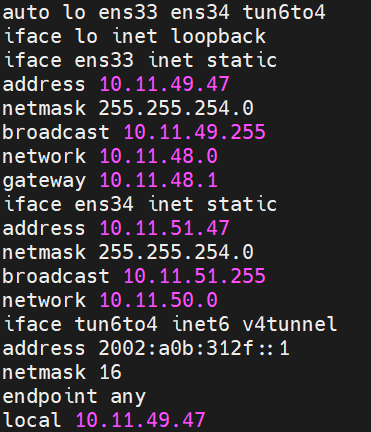 auto lo ens33 ens34 tun6to4
iface lo inet loopback
iface ens33 inet static
address 10.11.49.47
netmask 255.255.254.0
broadcast 10.11.49.255
network 10.11.48.0
gateway 10.11.48.1
iface ens34 inet static
address 10.11.51.47
netmask 255.255.254.0
broadcast 10.11.51.255
network 10.11.50.0
iface tun6to4 inet6 v4tunnel
address 2002:a0b:312f::1
netmask 16
endpoint any
local 10.11.49.47